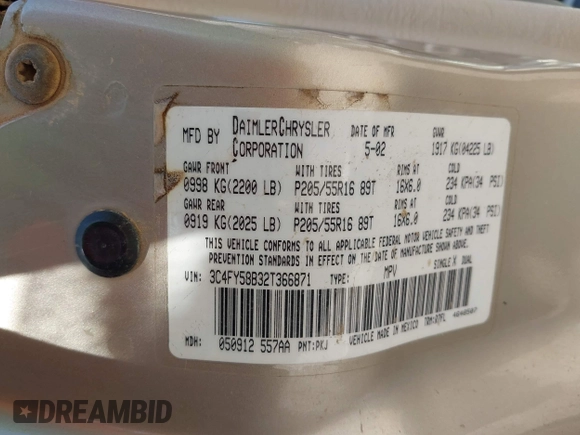 MFD BY DAIMLERCHRYSLER CORPORATION DATE OF MFR 5-02 GVWR 1917 KG(04225 LB)
GAWR FRONT WITH TIRES RIMS AT COLD
0998 KG(2200 LB) P205/55R16 89T 16X6.0 234 KPA(34 PSI)
GAWR REAR WITH TIRES RIMS AT COLD
0919 KG(2025 LB) P205/55R16 89T 16X6.0 234 KPA(34 PSI)
THIS VEHICLE CONFORMS TO ALL APPLICABLE FEDERAL MOTOR VEHICLE SAFETY AND THEFT
PREVENTION STANDARDS IN EFFECT ON THE DATE OF MANUFACTURE SHOWN ABOVE.
VIN: 3C4FY58B32T366871 TYPE: MPV SINGLE X DUAL
MDH: 050912 557AA PNT:PKJ VEHICLE MADE IN MEXICO
DREAMBID